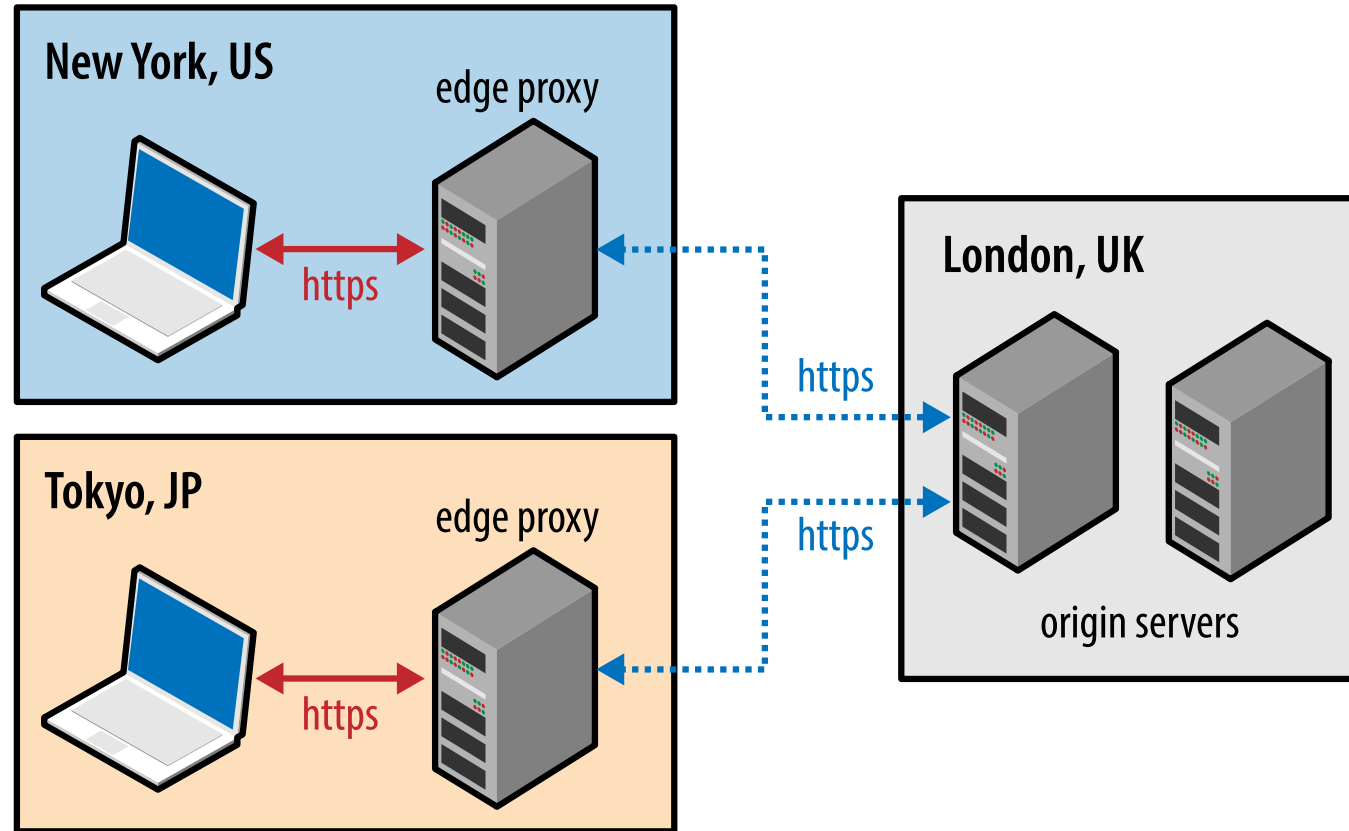 New York, US
edge proxy
https
Tokyo, JP
edge proxy
https
https
https
London, UK
origin servers